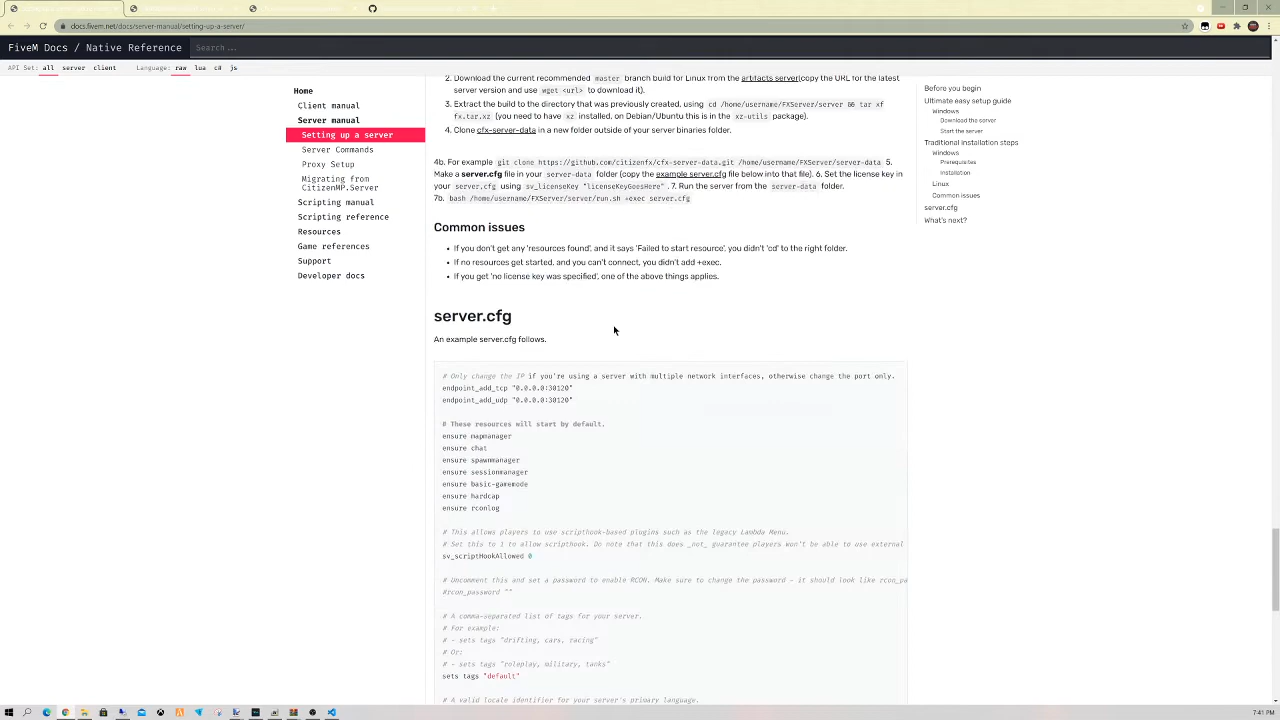 docs.fivem.net/docs/server-manual/setting-up-a-server/
FiveM Docs / Native Reference
Search...
API Set: all server client Language: raw lua c# js
Home
Client manual
Server manual
Setting up a server
Server Commands
Proxy Setup
Migrating from
CitizenMP.Server
Scripting manual
Scripting reference
Resources
Game references
Support
Developer docs
2. Download the current recommended master branch build for Linux from the artifacts server(copy the URL for the latest
server version and use wget <url> to download it).
3. Extract the build to the directory that was previously created, using cd /home/username/FXServer/server && tar xf
fx.tar.xz (you need to have xz installed, on Debian/Ubuntu this is in the xz-utils package).
4. Clone cfx-server-data in a new folder outside of your server binaries folder.
4b. For example git clone https://github.com/citizenfx/cfx-server-data.git /home/username/FXServer/server-data 5.
Make a server.cfg file in your server-data folder (copy the example server.cfg file below into that file). 6. Set the license key in
your server.cfg using sv_licenseKey "licenseKeyGoesHere" . 7. Run the server from the server-data folder.
7b. bash /home/username/FXServer/server/run.sh +exec server.cfg
Common issues
• If you don't get any 'resources found', and it says 'Failed to start resource', you didn't 'cd' to the right folder.
• If no resources get started, and you can't connect, you didn't add +exec.
• If you get 'no license key was specified', one of the above things applies.
server.cfg
An example server.cfg follows.
# Only change the IP if you're using a server with multiple network interfaces, otherwise change the port only.
endpoint_add_tcp "0.0.0.0:30120"
endpoint_add_udp "0.0.0.0:30120"
# These resources will start by default.
ensure mapmanager
ensure chat
ensure spawnmanager
ensure sessionmanager
ensure basic-gamemode
ensure hardcap
ensure rconlog
# This allows players to use scripthook-based plugins such as the legacy Lambda Menu.
# Set this to 1 to allow scripthook. Do note that this does _not_ guarantee players won't be able to use external
sv_scriptHookAllowed 0
# Uncomment this and set a password to enable RCON. Make sure to change the password - it should look like rcon_pa
#rcon_password ""
# A comma-separated list of tags for your server.
# For example:
# - sets tags "drifting, cars, racing"
# Or:
# - sets tags "roleplay, military, tanks"
sets tags "default"
# A valid locale identifier for your server's primary language.
Before you begin
Ultimate easy setup guide
Windows
Download the server
Start the server
Traditional installation steps
Windows
Prerequisites
Installation
Linux
Common issues
server.cfg
What's next?
7:41 PM